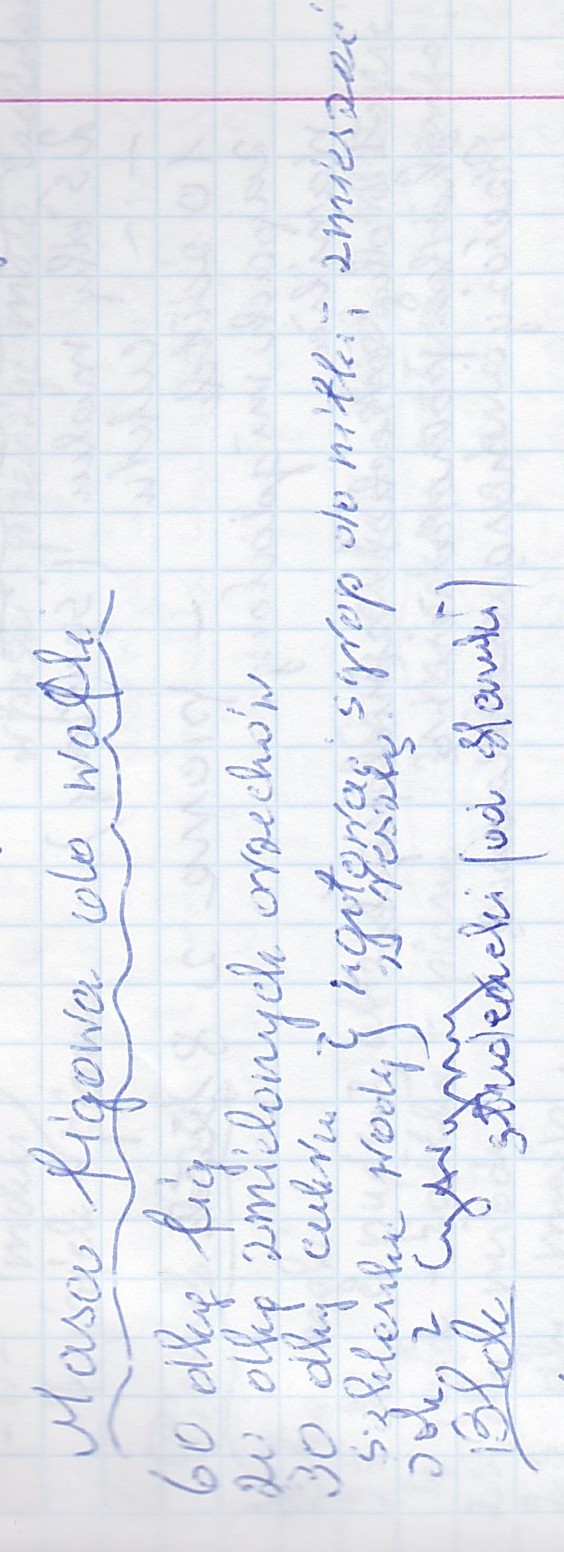 Masa figowa do wafli
60 dkg fig
20 dkg zmielonych orzechów
30 dkg cukru
szklanka wody } ugotować syrop do nitki, zmieszać
z resztą
sok z cytryny
Blok studencki (od Sławki)